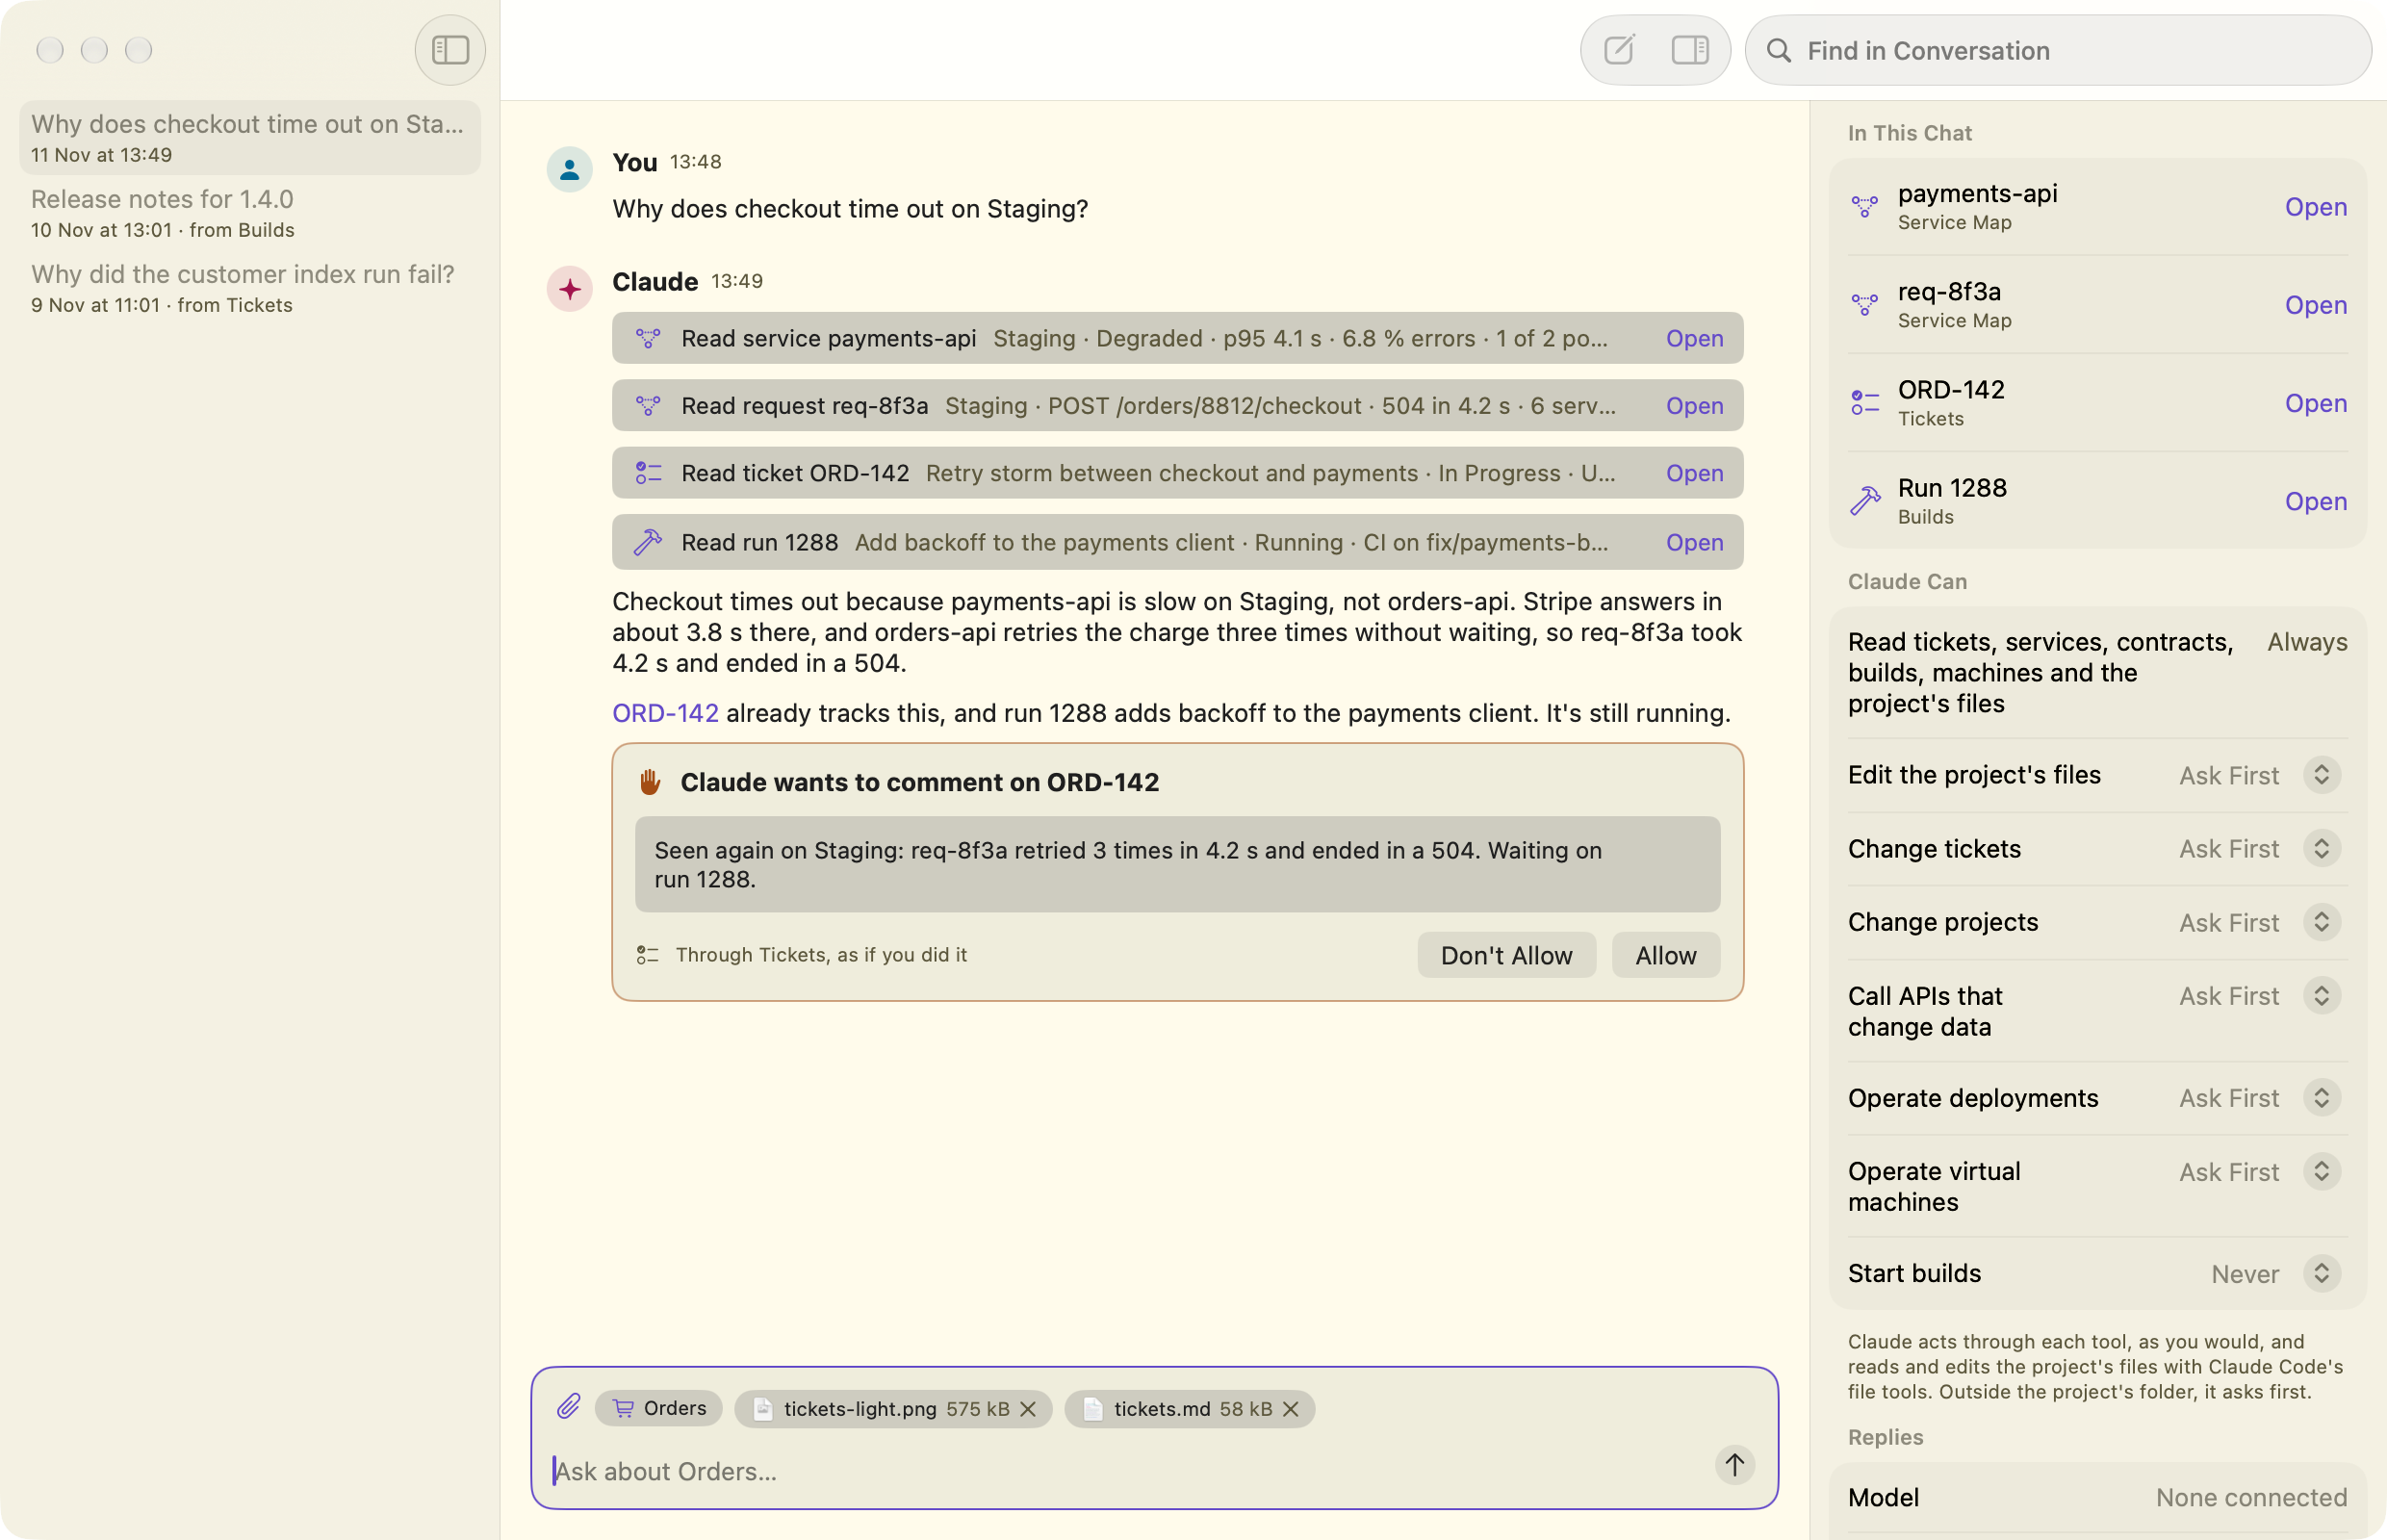 Find in Conversation
Why does checkout time out on Sta...
11 Nov at 13:49
Release notes for 1.4.0
10 Nov at 13:01 · from Builds
Why did the customer index run fail?
9 Nov at 11:01 · from Tickets
You 13:48
Why does checkout time out on Staging?
Claude 13:49
Read service payments-api Staging · Degraded · p95 4.1 s · 6.8 % errors · 1 of 2 po... Open
Read request req-8f3a Staging · POST /orders/8812/checkout · 504 in 4.2 s · 6 serv... Open
Read ticket ORD-142 Retry storm between checkout and payments · In Progress · U... Open
Read run 1288 Add backoff to the payments client · Running · CI on fix/payments-b... Open
Checkout times out because payments-api is slow on Staging, not orders-api. Stripe answers in
about 3.8 s there, and orders-api retries the charge three times without waiting, so req-8f3a took
4.2 s and ended in a 504.
ORD-142 already tracks this, and run 1288 adds backoff to the payments client. It's still running.
Claude wants to comment on ORD-142
Seen again on Staging: req-8f3a retried 3 times in 4.2 s and ended in a 504. Waiting on
run 1288.
Through Tickets, as if you did it
Don't Allow
Allow
Orders
tickets-light.png 575 kB
tickets.md 58 kB
Ask about Orders...
In This Chat
payments-api
Service Map
Open
req-8f3a
Service Map
Open
ORD-142
Tickets
Open
Run 1288
Builds
Open
Claude Can
Read tickets, services, contracts, Always
builds, machines and the
project's files
Edit the project's files Ask First
Change tickets Ask First
Change projects Ask First
Call APIs that Ask First
change data
Operate deployments Ask First
Operate virtual Ask First
machines
Start builds Never
Claude acts through each tool, as you would, and
reads and edits the project's files with Claude Code's
file tools. Outside the project's folder, it asks first.
Replies
Model None connected